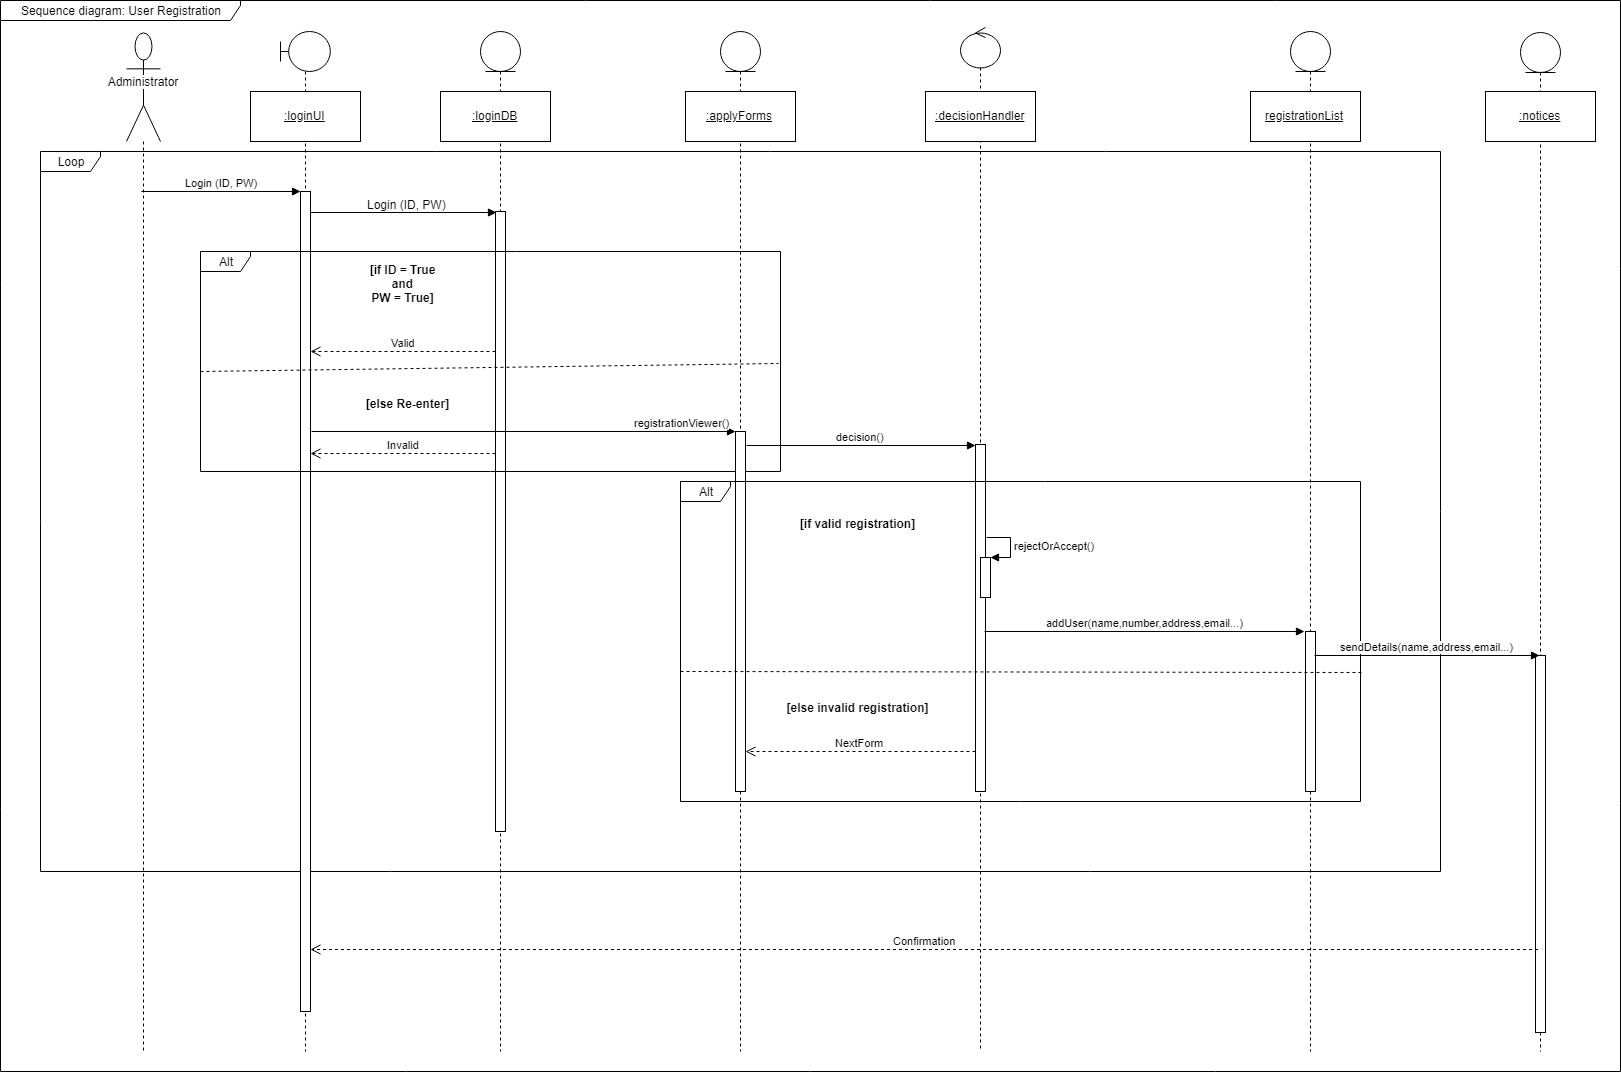 Sequence diagram: User Registration
Administrator
:loginUI
:loginDB
:applyForms
:decisionHandler
registrationList
:notices
Loop
Login (ID, PW)
Login (ID, PW)
Alt
[if ID = True
and
PW = True]
Valid
[else Re-enter]
registrationViewer()
decision()
Invalid
Alt
[if valid registration]
rejectOrAccept()
addUser(name,number,address,email...)
sendDetails(name,address,email...)
[else invalid registration]
NextForm
Confirmation